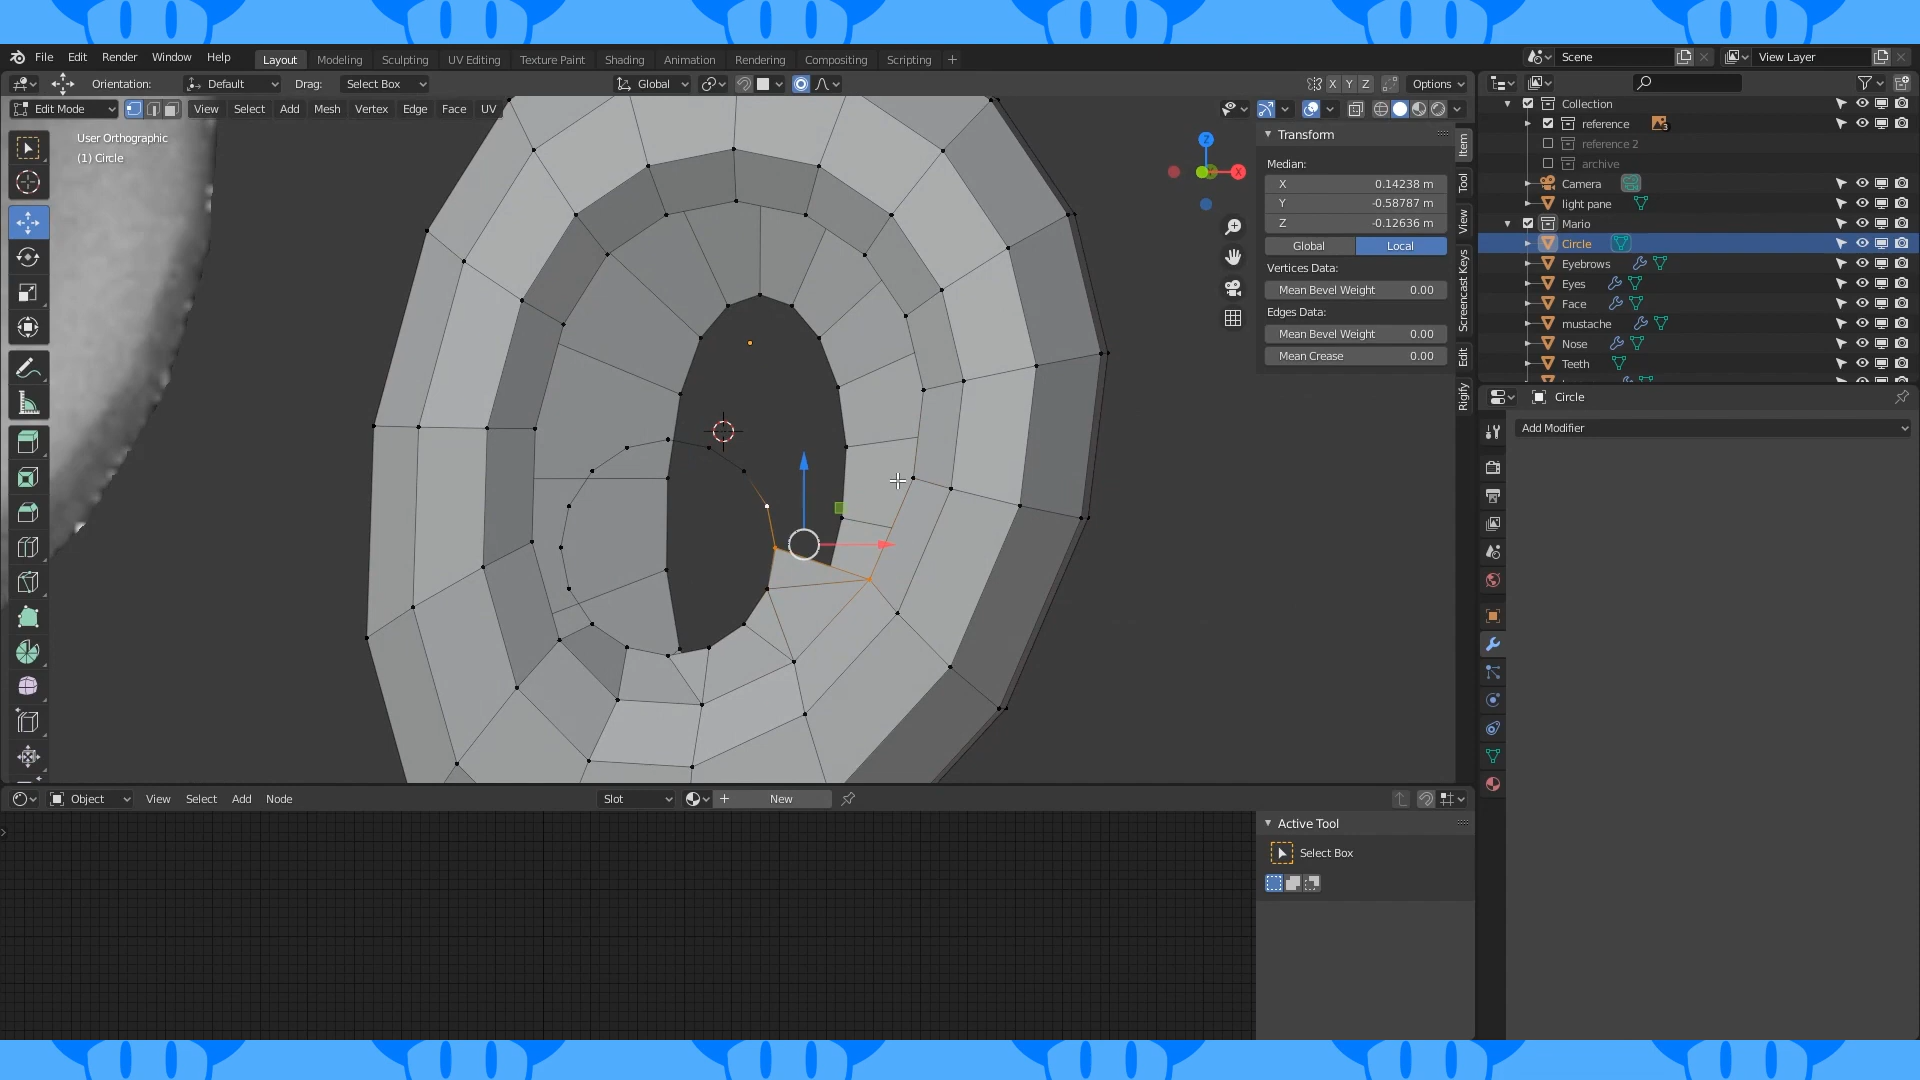 File Edit Render Window Help Layout Modeling Sculpting UV Editing Texture Paint Shading Animation Rendering Compositing Scripting + Scene View Layer
Orientation: Default Drag: Select Box Global X Y Z Options
Edit Mode View Select Add Mesh Vertex Edge Face UV
User Orthographic
(1) Circle
Z
X
Transform
Median:
X 0.14238 m
Y -0.58787 m
Z -0.12636 m
Global Local
Vertices Data:
Mean Bevel Weight 0.00
Edges Data:
Mean Bevel Weight 0.00
Mean Crease 0.00
Item
Tool
View
Screencast Keys
Edit
Rigify
Collection
reference
reference 2
archive
Camera
light pane
Mario
Circle
Eyebrows
Eyes
Face
mustache
Nose
Teeth
Circle
Add Modifier
Object View Select Add Node Slot New
Active Tool
Select Box